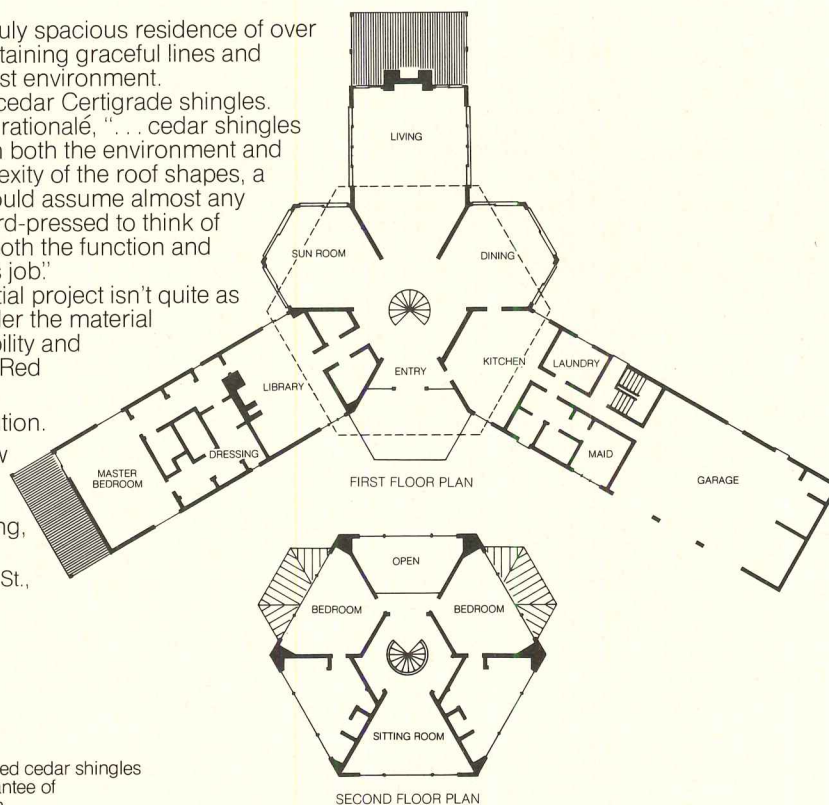 ruly spacious residence of over
taining graceful lines and
st environment.
cedar Certigrade shingles.
rationalé, “. . . cedar shingles
n both the environment and
exity of the roof shapes, a
ould assume almost any
rd-pressed to think of
oth the function and
s job.”
tial project isn’t quite as
ler the material
bility and
Red
tion.
w
ng,
St.,
ed cedar shingles
antee of
LIVING
SUN ROOM
DINING
LIBRARY
ENTRY
KITCHEN
LAUNDRY
MASTER
BEDROOM
DRESSING
MAID
GARAGE
FIRST FLOOR PLAN
OPEN
BEDROOM
BEDROOM
SITTING ROOM
SECOND FLOOR PLAN